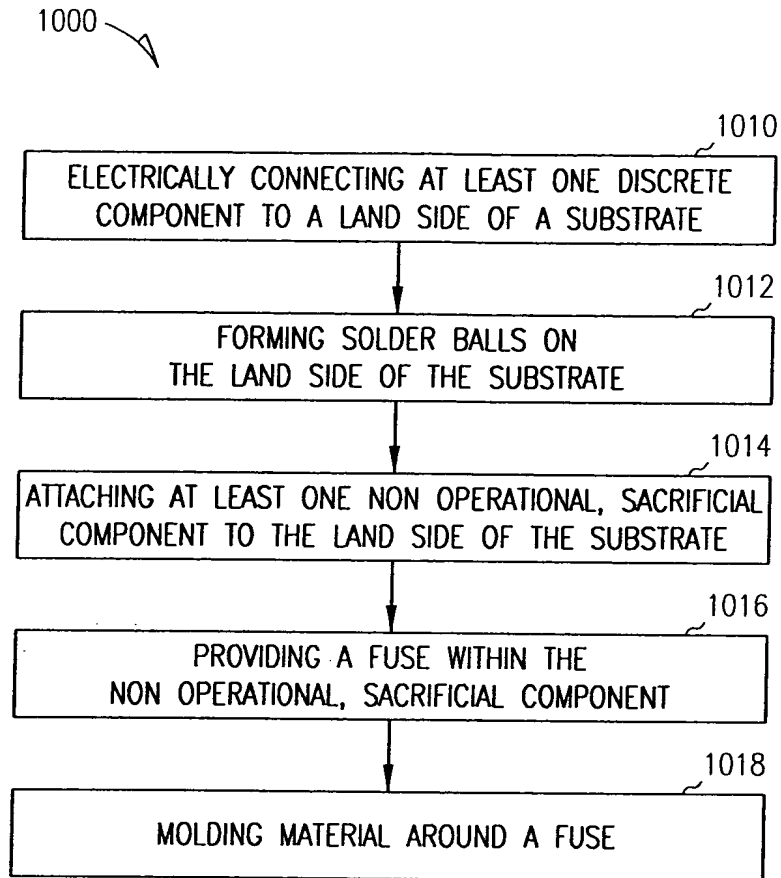 1000
1010
ELECTRICALLY CONNECTING AT LEAST ONE DISCRETE
COMPONENT TO A LAND SIDE OF A SUBSTRATE
1012
FORMING SOLDER BALLS ON
THE LAND SIDE OF THE SUBSTRATE
1014
ATTACHING AT LEAST ONE NON OPERATIONAL, SACRIFICIAL
COMPONENT TO THE LAND SIDE OF THE SUBSTRATE
1016
PROVIDING A FUSE WITHIN THE
NON OPERATIONAL, SACRIFICIAL COMPONENT
1018
MOLDING MATERIAL AROUND A FUSE